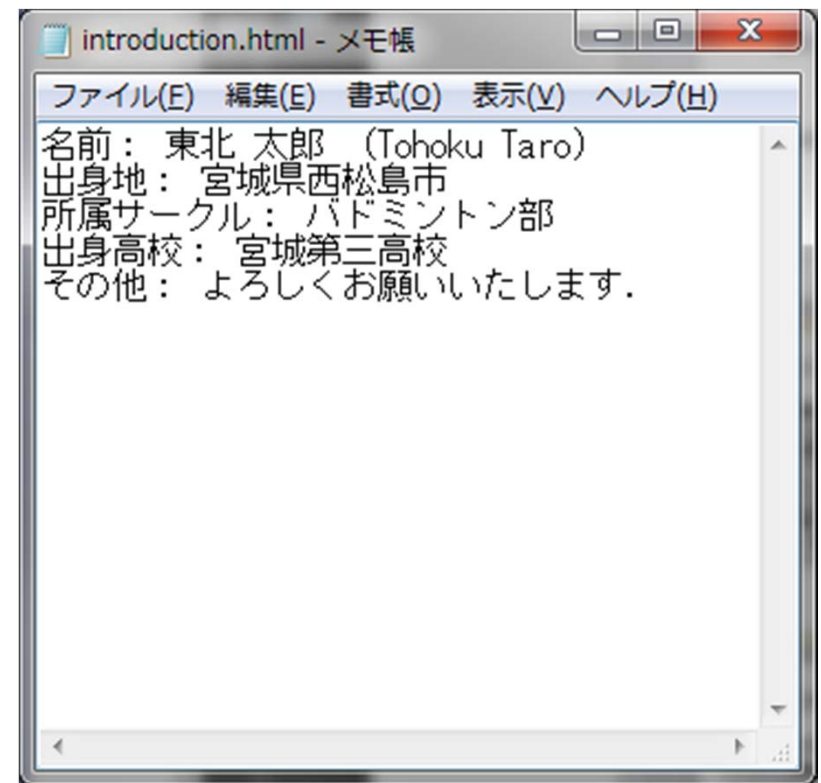 introduction.html - メモ帳
ファイル(F) 編集(E) 書式(O) 表示(V) ヘルプ(H)
名前： 東北 太郎 （Tohoku Taro）
出身地： 宮城県西松島市
所属サークル： バドミントン部
出身高校： 宮城第三高校
その他： よろしくお願いいたします．